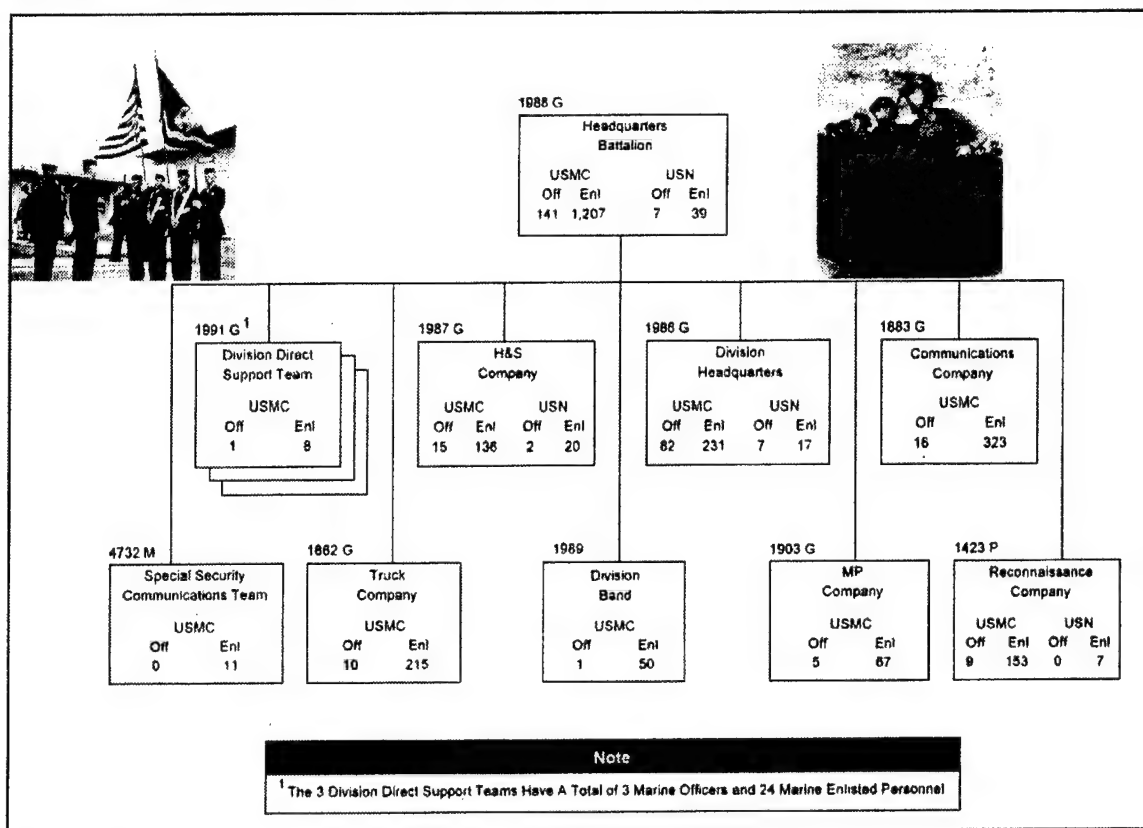 1988 G
Headquarters
Battalion
USMC USN
Off Enl Off Enl
141 1,207 7 39
1991 G 1
Division Direct
Support Team
USMC
Off Enl
1 8
1987 G
H&S
Company
USMC USN
Off Enl Off Enl
15 136 2 20
1986 G
Division
Headquarters
USMC USN
Off Enl Off Enl
82 231 7 17
1883 G
Communications
Company
USMC
Off Enl
16 323
4732 M
Special Security
Communications Team
USMC
Off Enl
0 11
1862 G
Truck
Company
USMC
Off Enl
10 215
1989
Division
Band
USMC
Off Enl
1 50
1903 G
MP
Company
USMC
Off Enl
5 67
1423 P
Reconnaissance
Company
USMC USN
Off Enl Off Enl
9 153 0 7
Note
1 The 3 Division Direct Support Teams Have A Total of 3 Marine Officers and 24 Marine Enlisted Personnel